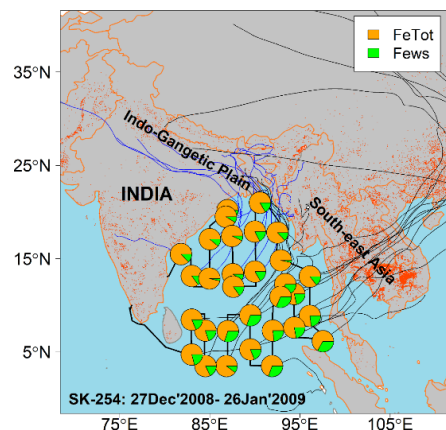 FeTot
Fews
35°N
25°N
15°N
5°N
Indo-Gangetic Plain
INDIA
South-east Asia
SK-254: 27Dec'2008- 26Jan'2009
75°E
85°E
95°E
105°E